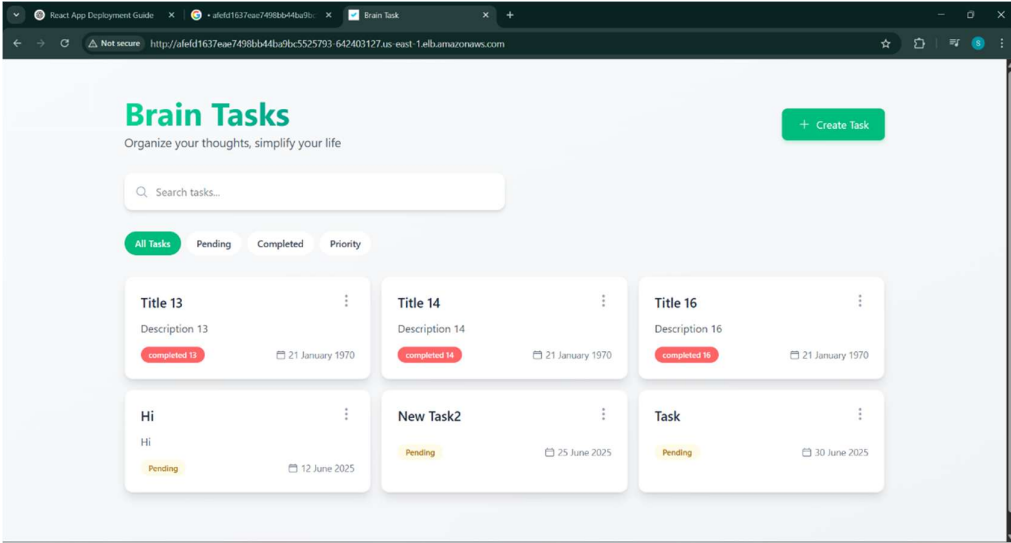 React App Deployment Guide
• afefd1637eae7498bb44ba9b
Brain Task
Not secure http://afefd1637eae7498bb44ba9bc5525793-642403127.us-east-1.elb.amazonaws.com
S
Brain Tasks
Organize your thoughts, simplify your life
+ Create Task
Search tasks...
All Tasks Pending Completed Priority
Title 13
Description 13
completed 13 21 January 1970
Title 14
Description 14
completed 14 21 January 1970
Title 16
Description 16
completed 16 21 January 1970
Hi
Hi
Pending 12 June 2025
New Task2
Pending 25 June 2025
Task
Pending 30 June 2025